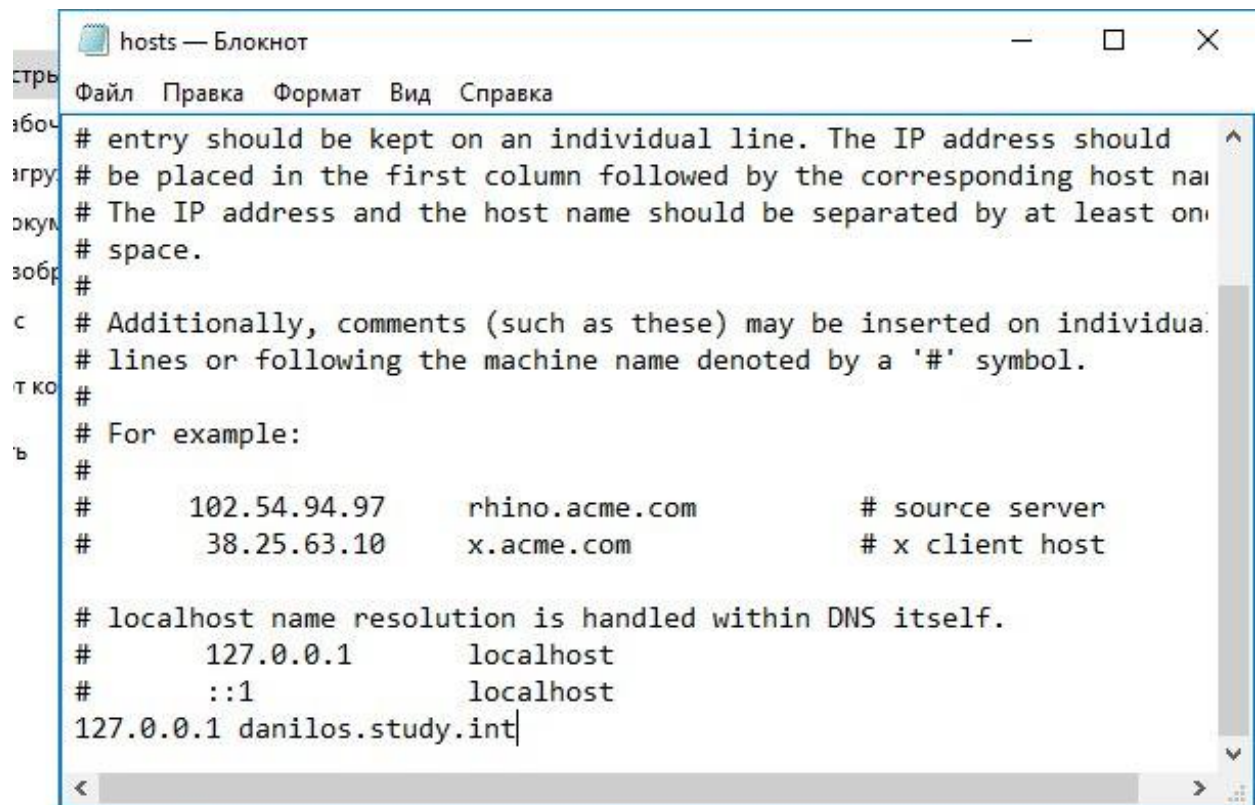 hosts — Блокнот
Файл Правка Формат Вид Справка
# entry should be kept on an individual line. The IP address should
# be placed in the first column followed by the corresponding host
# The IP address and the host name should be separated by at least
# space.
#
# Additionally, comments (such as these) may be inserted on
# lines or following the machine name denoted by a '#' symbol.
#
# For example:
#
# 102.54.94.97 rhino.acme.com # source server
# 38.25.63.10 x.acme.com # x client host
# localhost name resolution is handled within DNS itself.
# 127.0.0.1 localhost
# ::1 localhost
127.0.0.1 danilos.study.int